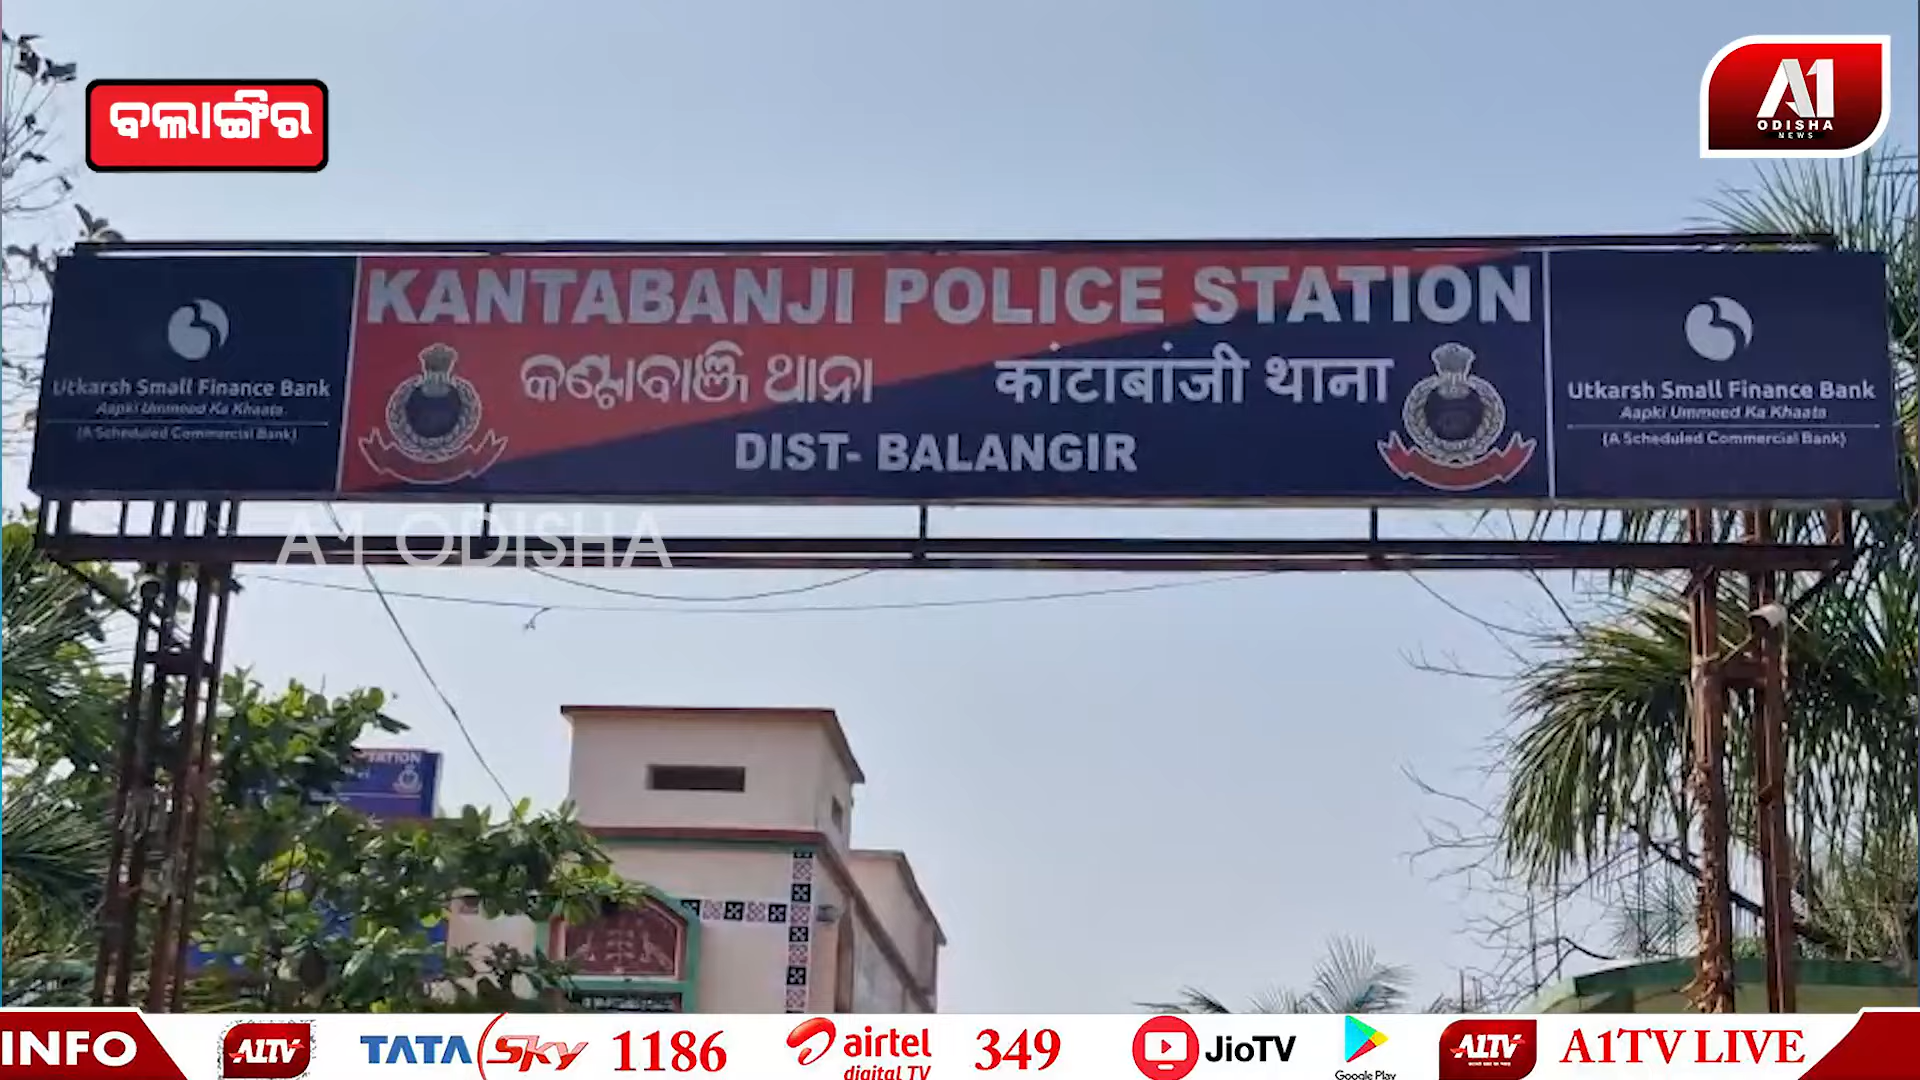 ବଲାଙ୍ଗିର
A1
ODISHA
NEWS
KANTABANJI POLICE STATION
କଣ୍ଟାବାଞ୍ଜି ଥାନା
कांटाबांजी थाना
DIST- BALANGIR
Utkarsh Small Finance Bank
Aapki Ummeed Ka Khaata
(A Scheduled Commercial Bank)
Utkarsh Small Finance Bank
Aapki Ummeed Ka Khaata
(A Scheduled Commercial Bank)
A1 ODISHA
INFO
A1TV
TATA Sky 1186
airtel
digital TV
349
JioTV
Google Play
A1TV
A1TV LIVE